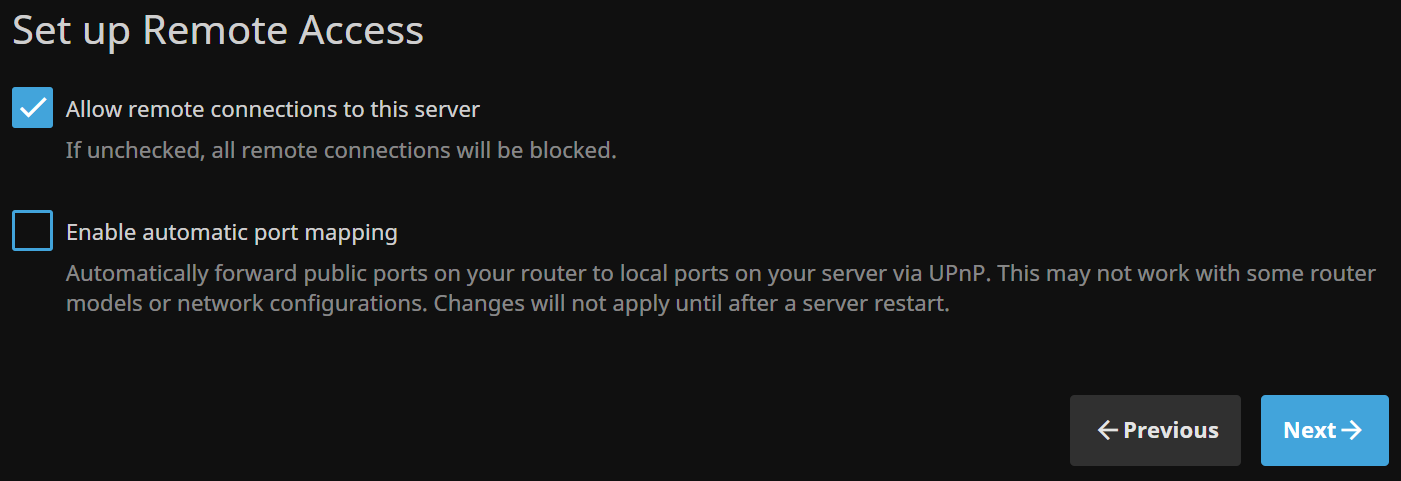 Set up Remote Access
Allow remote connections to this server
If unchecked, all remote connections will be blocked.
Enable automatic port mapping
Automatically forward public ports on your router to local ports on your server via UPnP. This may not work with some router
models or network configurations. Changes will not apply until after a server restart.
Previous
Next